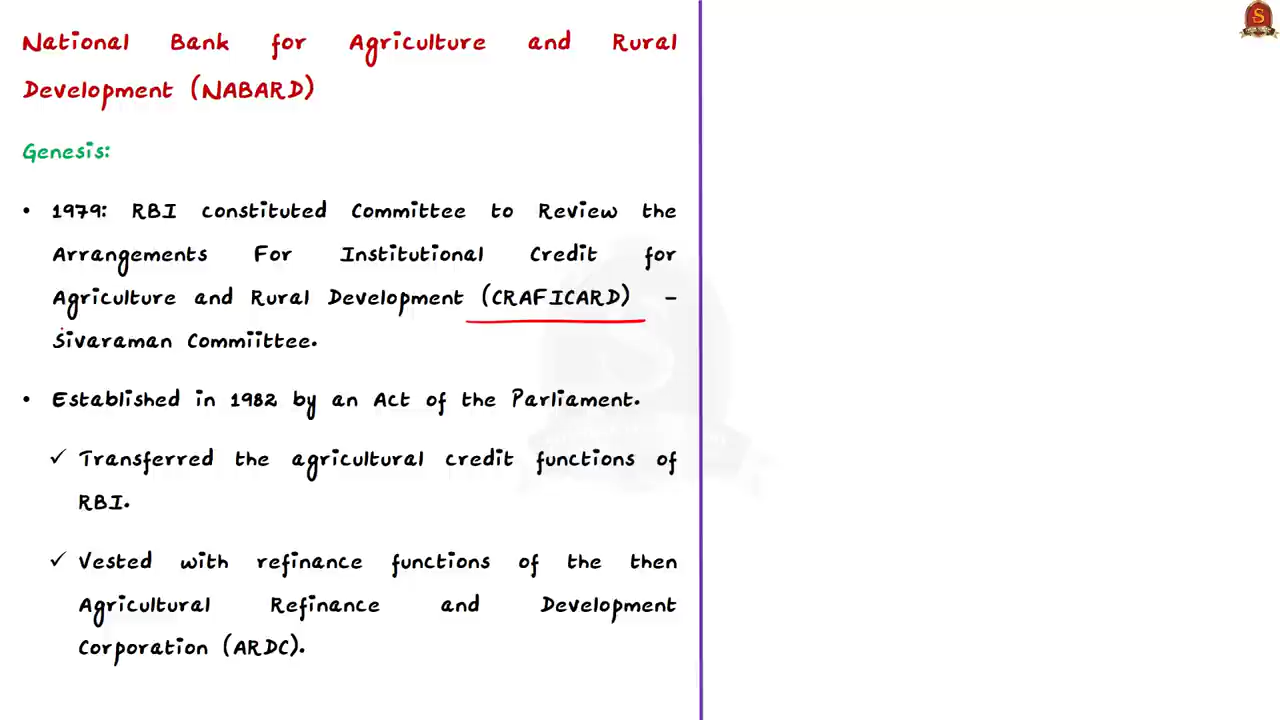 National Bank for Agriculture and Rural
Development (NABARD)
Genesis:
• 1979: RBI constituted Committee to Review the
Arrangements For Institutional Credit for
Agriculture and Rural Development (CRAFICARD) –
Sivaraman Commiittee.
• Established in 1982 by an Act of the Parliament.
✓ Transferred the agricultural credit functions of
RBI.
✓ Vested with refinance functions of the then
Agricultural Refinance and Development
Corporation (ARDC).
S